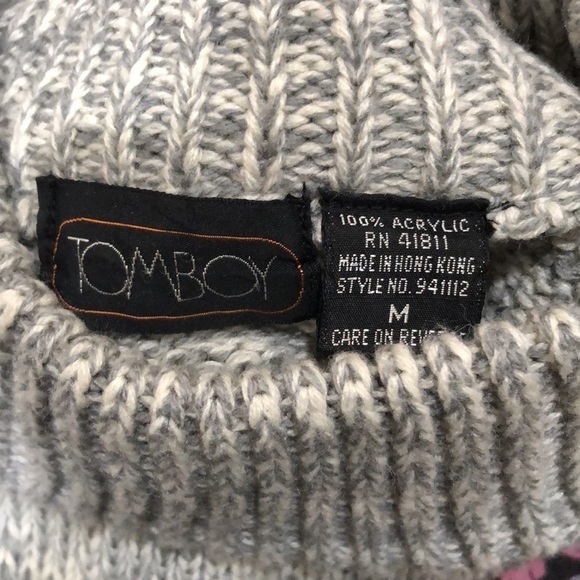 TOMBOY
100% ACRYLIC
RN 41811
MADE IN HONG KONG
STYLE NO. 941112
M
CARE ON